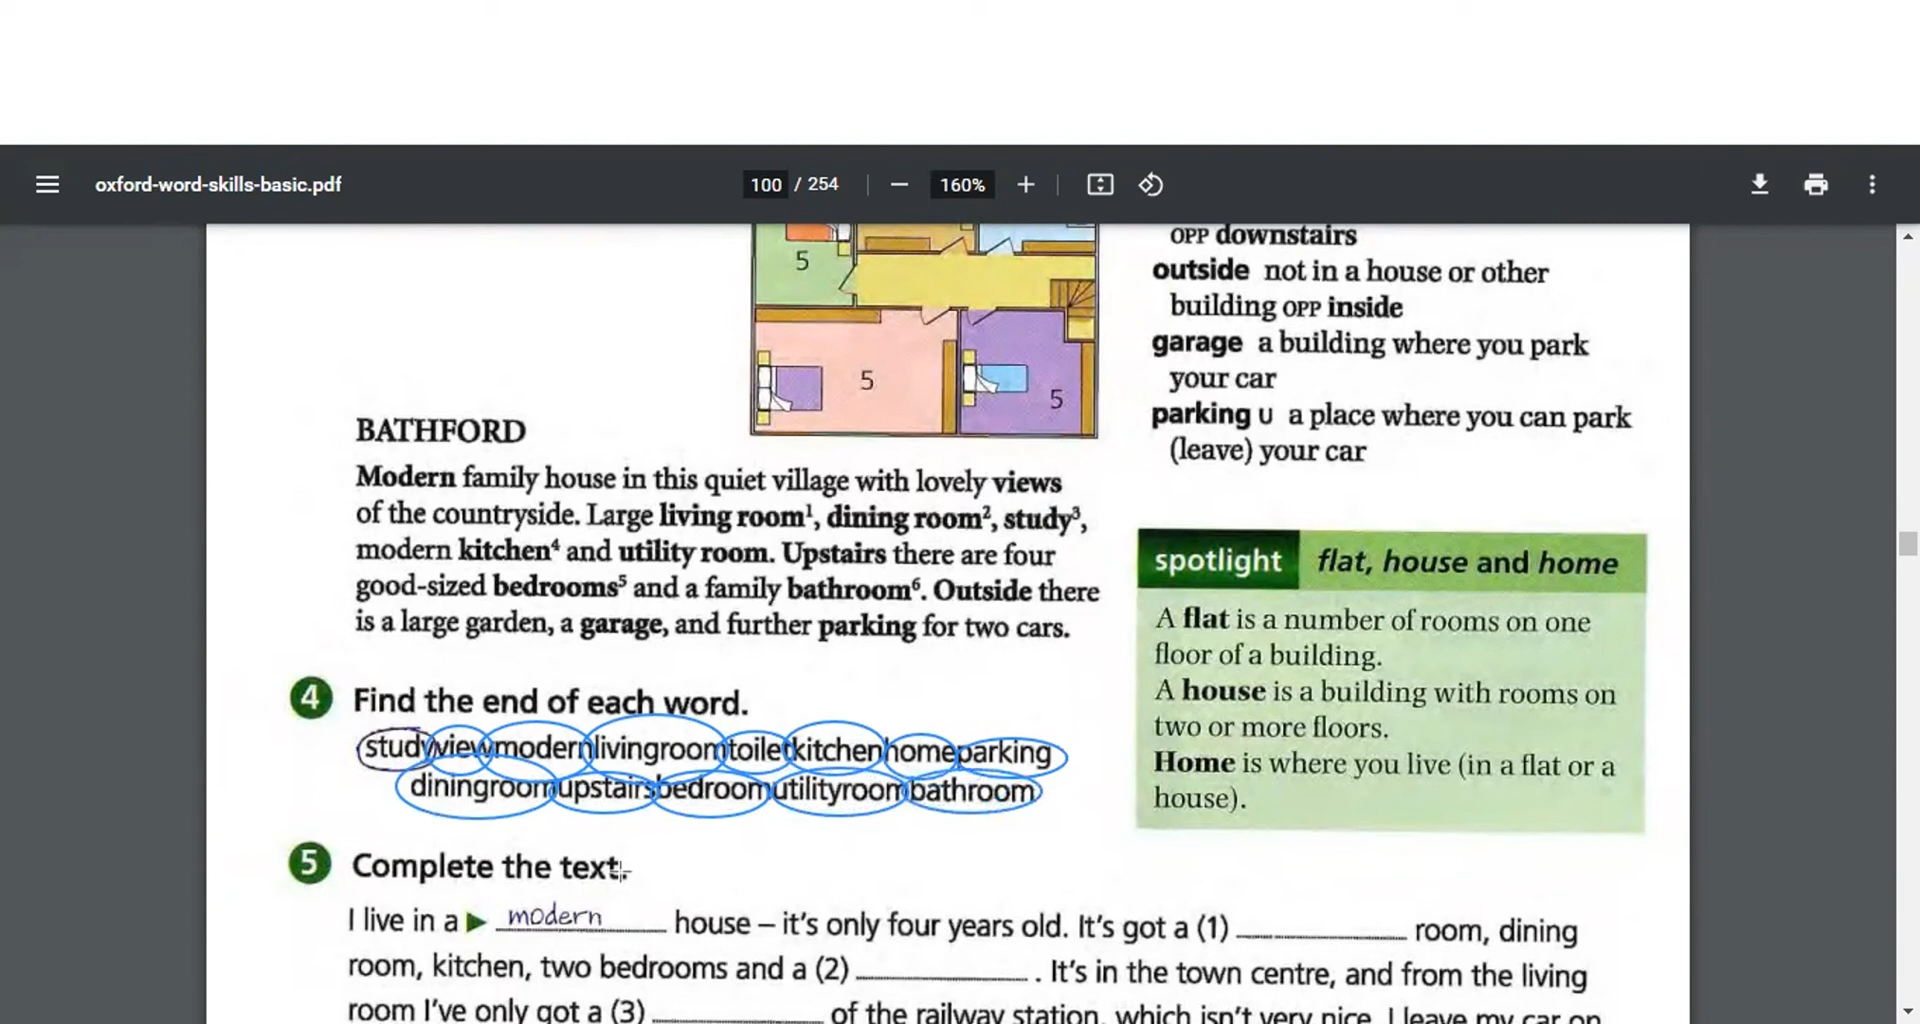 oxford-word-skills-basic.pdf
100 / 254
160%
5
5
5
OPP downstairs
outside not in a house or other
building OPP inside
garage a building where you park
your car
parking U a place where you can park
(leave) your car
BATHFORD
Modern family house in this quiet village with lovely views
of the countryside. Large living room¹, dining room², study³,
modern kitchen⁴ and utility room. Upstairs there are four
good-sized bedrooms⁵ and a family bathroom⁶. Outside there
is a large garden, a garage, and further parking for two cars.
spotlight flat, house and home
A flat is a number of rooms on one
floor of a building.
A house is a building with rooms on
two or more floors.
Home is where you live (in a flat or a
house).
4 Find the end of each word.
studyviewmodernlivingroomtoiletkitchenhomeparking
diningroomupstairsbedroomutilityroombathroom
5 Complete the text.
I live in a ▶ modern house – it's only four years old. It's got a (1) ________ room, dining
room, kitchen, two bedrooms and a (2) ________ . It's in the town centre, and from the living
room I've only got a (3) ________ of the railway station, which isn't very nice. I leave my car on